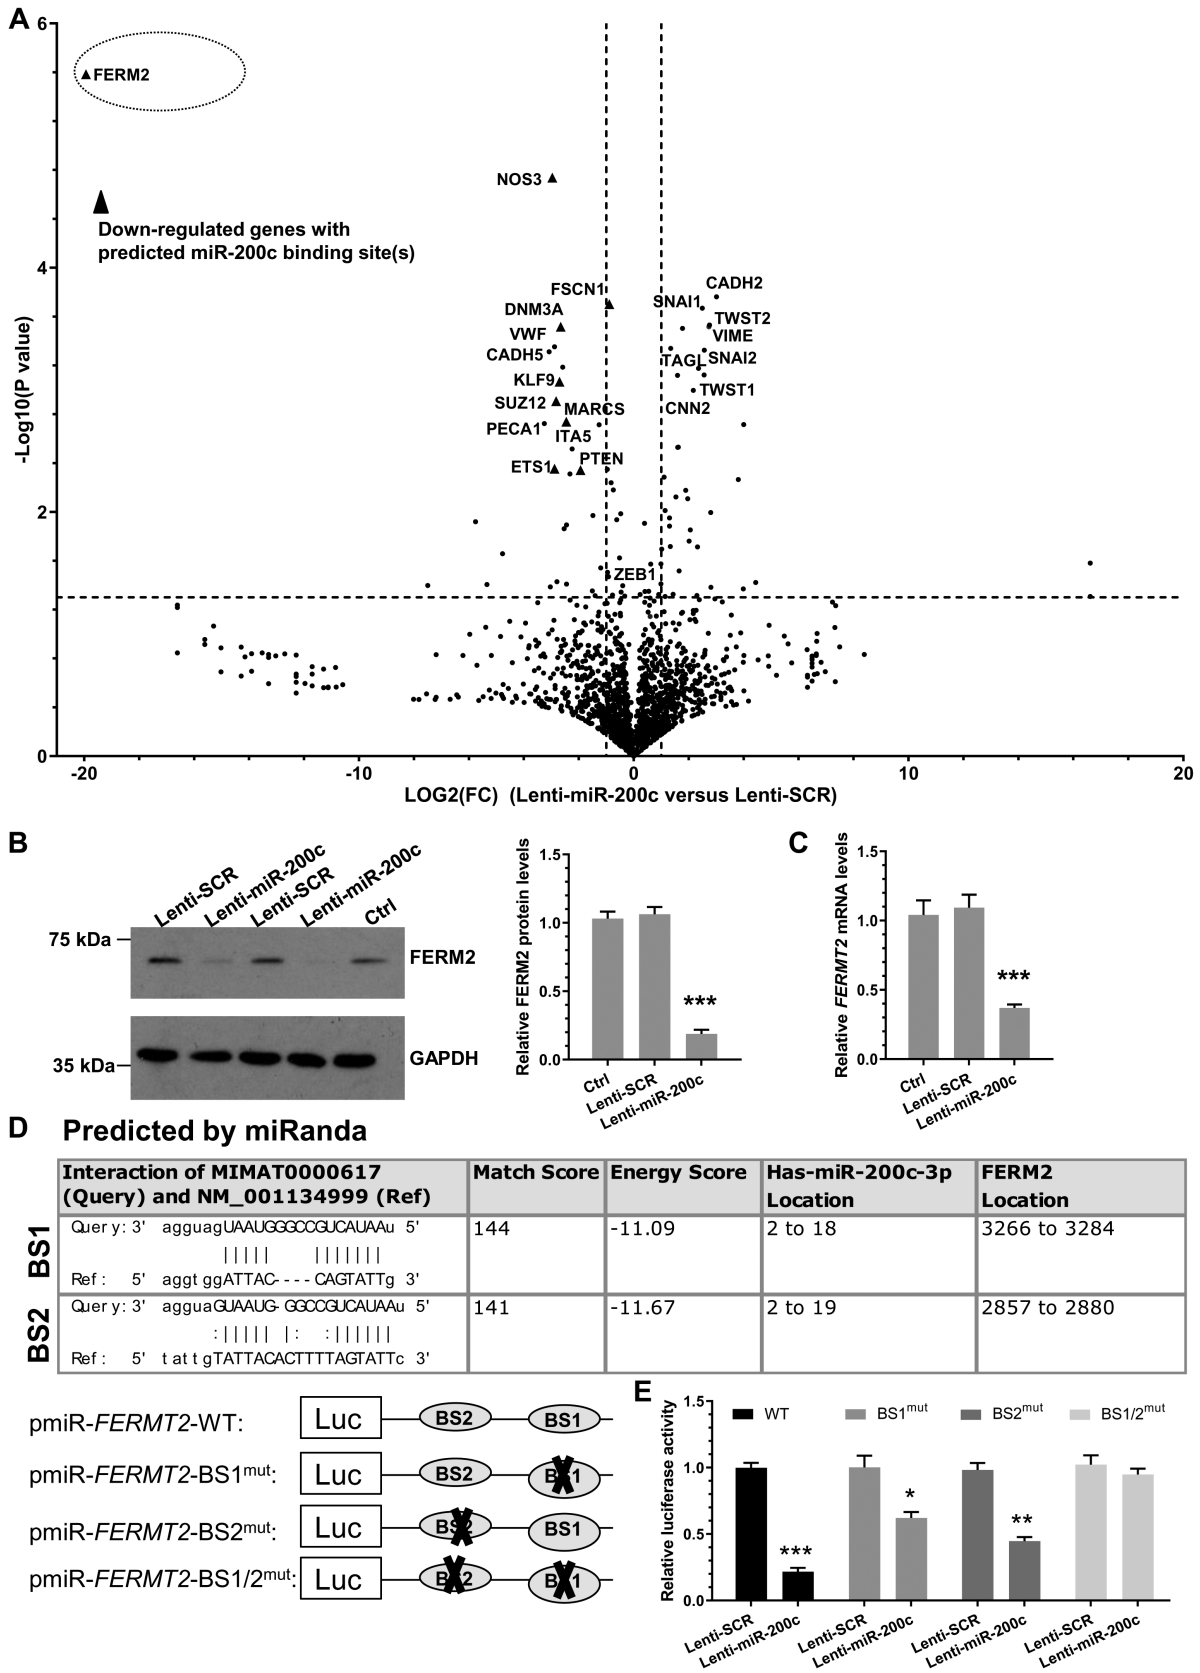 A
6
4
2
0
-Log10(P value)
FERM2
NOS3
Down-regulated genes with
predicted miR-200c binding site(s)
FSCN1
DNM3A
VWF
CADH5
KLF9
SUZ12
MARCS
PECA1
ITA5
ETS1
PTEN
CADH2
SNAI1
TWST2
VIME
TAGL
SNAI2
TWST1
CNN2
ZEB1
-20
-10
0
10
20
LOG2(FC) (Lenti-miR-200c versus Lenti-SCR)
B
Lenti-SCR
Lenti-miR-200c
Lenti-SCR
Lenti-miR-200c
Ctrl
75 kDa
FERM2
35 kDa
GAPDH
Relative FERM2 protein levels
1.5
1.0
0.5
0.0
***
Ctrl
Lenti-SCR
Lenti-miR-200c
C
Relative FERMT2 mRNA levels
1.5
1.0
0.5
0.0
***
Ctrl
Lenti-SCR
Lenti-miR-200c
D Predicted by miRanda
Interaction of MIMAT0000617
(Query) and NM_001134999 (Ref)
Match Score
Energy Score
Has-miR-200c-3p
Location
FERM2
Location
BS1
Query: 3' agguagUAAUGGGCCGUCAUAAu 5'
||||| |||||||
Ref: 5' aggtggATTAC----CAGTATTg 3'
144
-11.09
2 to 18
3266 to 3284
BS2
Query: 3' agguaGUAAUG-GGCCGUCAUAAu 5'
:||||| |: :||||||
Ref: 5' tattgTATTACACTTTTAGTATTc 3'
141
-11.67
2 to 19
2857 to 2880
pmiR-FERMT2-WT: Luc BS2 BS1
pmiR-FERMT2-BS1mut: Luc BS2 BS1
pmiR-FERMT2-BS2mut: Luc BS2 BS1
pmiR-FERMT2-BS1/2mut: Luc BS2 BS1
E
Relative luciferase activity
1.5
1.0
0.5
0.0
WT
BS1mut
BS2mut
BS1/2mut
***
*
**
Lenti-SCR
Lenti-miR-200c
Lenti-SCR
Lenti-miR-200c
Lenti-SCR
Lenti-miR-200c
Lenti-SCR
Lenti-miR-200c